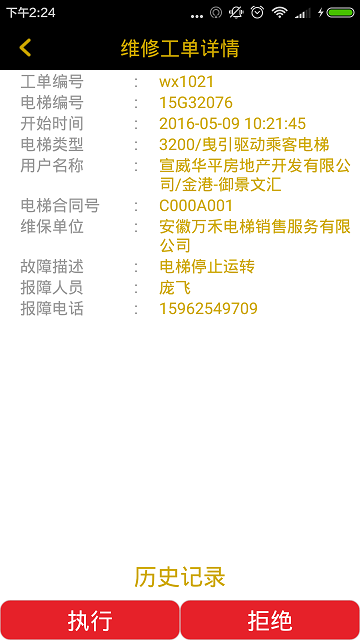 下午2:24
维修工单详情
工单编号 : wx1021
电梯编号 : 15G32076
开始时间 : 2016-05-09 10:21:45
电梯类型 : 3200/曳引驱动乘客电梯
用户名称 : 宣威华平房地产开发有限公
司/金港-御景文汇
电梯合同号 : C000A001
维保单位 : 安徽万禾电梯销售服务有限
公司
故障描述 : 电梯停止运转
报障人员 : 庞飞
报障电话 : 15962549709
历史记录
执行 拒绝